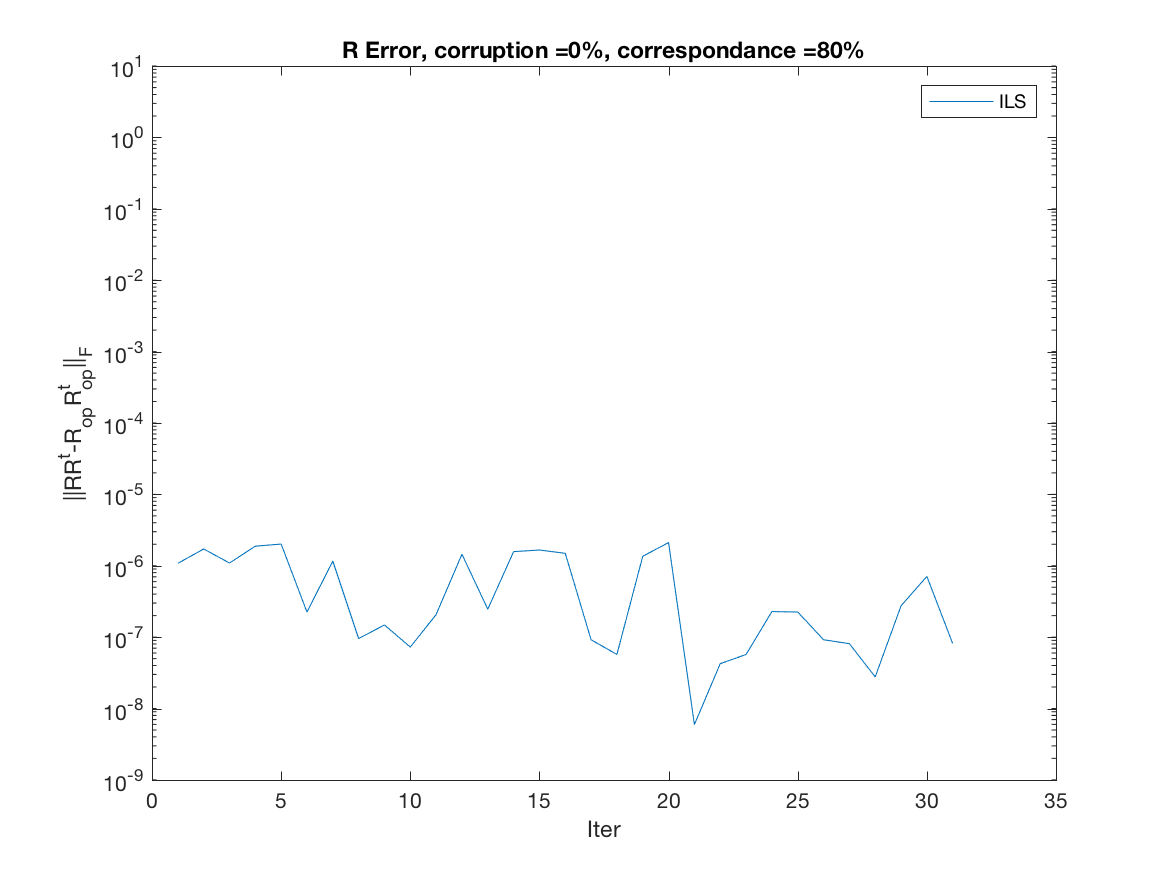 R Error, corruption =0%, correspondance =80%
ILS
10^1
10^0
10^-1
10^-2
10^-3
10^-4
10^-5
10^-6
10^-7
10^-8
10^-9
||RR^t-R_op R^t_op||_F
0 5 10 15 20 25 30 35
Iter